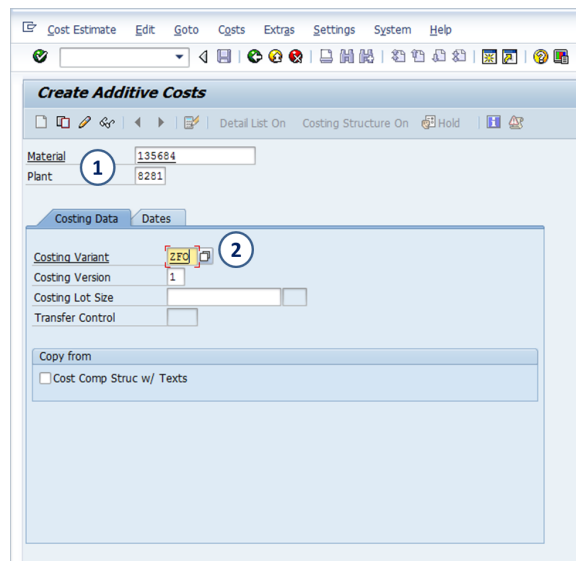 Cost Estimate Edit Goto Costs Extras Settings System Help
Create Additive Costs
Detail List On Costing Structure On Hold
Material 135684
1
Plant 8281
Costing Data Dates
Costing Variant ZFO 2
Costing Version 1
Costing Lot Size
Transfer Control
Copy from
Cost Comp Struc w/ Texts